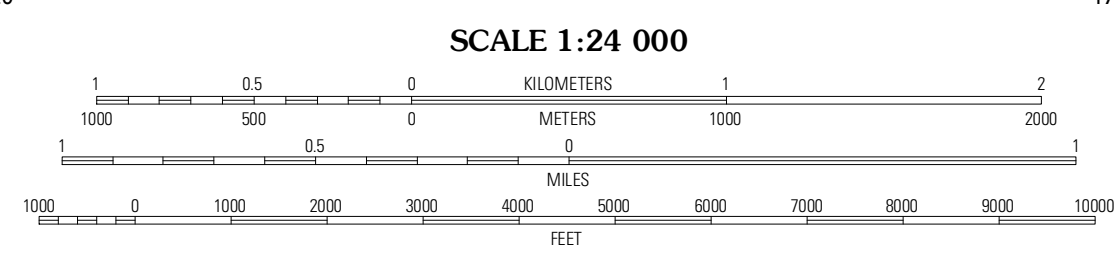 SCALE 1:24 000
1 0.5 0 KILOMETERS 1 2
1000 500 0 METERS 1000 2000
1 0.5 0 1
MILES
1000 0 1000 2000 3000 4000 5000 6000 7000 8000 9000 10000
FEET